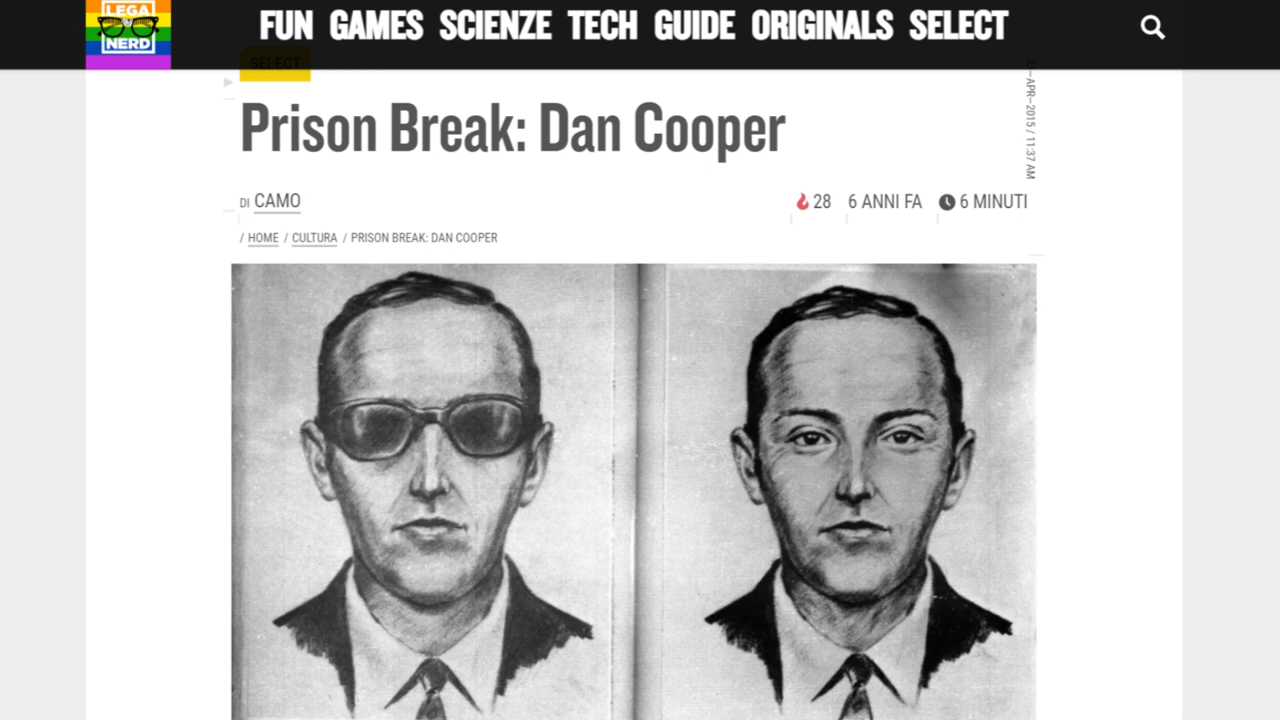 LEGA
NERD
FUN GAMES SCIENZE TECH GUIDE ORIGINALS SELECT
SELECT
Prison Break: Dan Cooper
DI CAMO
28 6 ANNI FA 6 MINUTI
/ HOME / CULTURA / PRISON BREAK: DAN COOPER
–APR–2015 / 11:37 AM